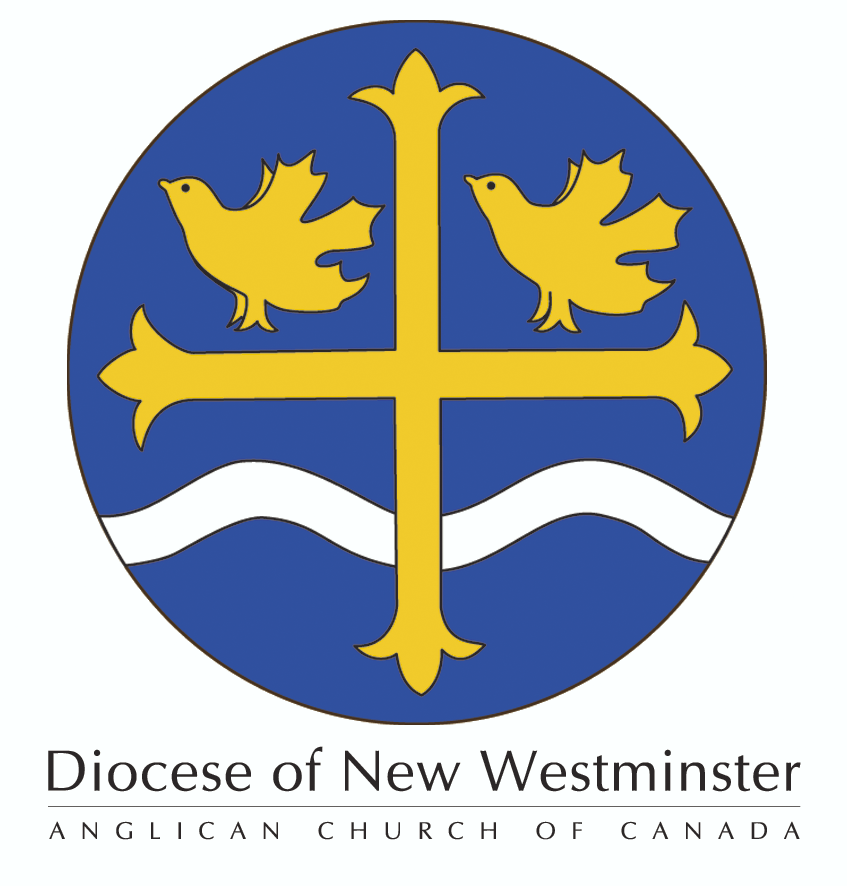 Diocese of New Westminster
ANGLICAN CHURCH OF CANADA